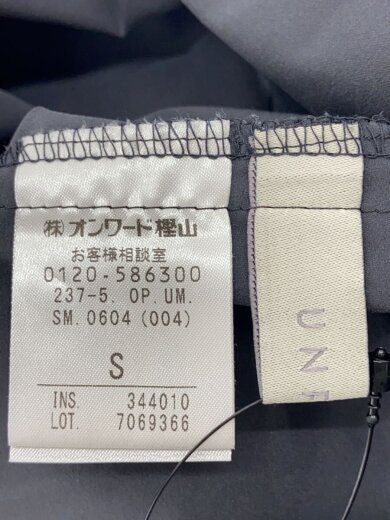 ㈱オンワード樫山
お客様相談室
0120-586300
237-5. OP. UM.
SM. 0604 (004)
S
INS. 344010
LOT. 7069366
UNF